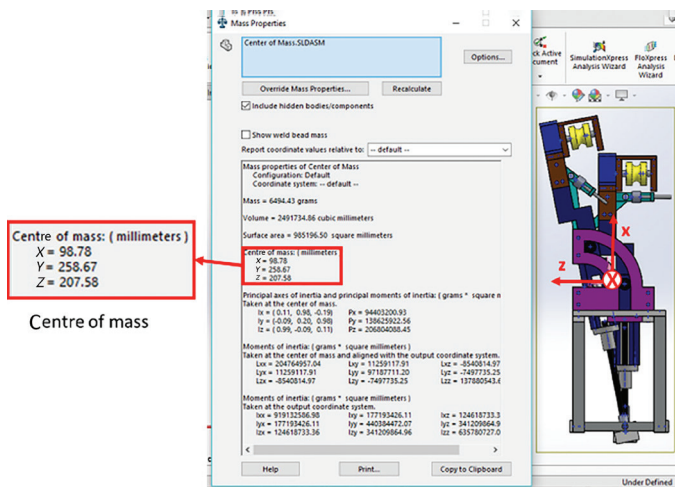 Mass Properties
Center of Mass.SLDASM
Options...
Override Mass Properties...
Recalculate
Include hidden bodies/components
Show weld bead mass
Report coordinate values relative to:
-- default --
Mass properties of Center of Mass
Configuration: Default
Coordinate system: -- default --
Mass = 6494.43 grams
Volume = 2491734.86 cubic millimeters
Surface area = 985196.50 square millimeters
Centre of mass: ( millimeters
X = 98.78
Y = 258.67
Z = 207.58
Principal axes of inertia and principal moments of inertia: ( grams * square n
Taken at the center of mass.
Ix = ( 0.11, 0.98, -0.19) Px = 94403200.93
Iy = (-0.09, 0.20, 0.98) Py = 138625922.56
Iz = ( 0.99, -0.09, 0.11) Pz = 206804088.45
Moments of inertia: ( grams * square millimeters )
Taken at the center of mass and aligned with the output coordinate system.
Lxx = 204764957.04 Lxy = 11259117.91 Lxz = -8540814.97
Lyx = 11259117.91 Lyy = 97187711.20 Lyz = -7497735.25
Lzx = -8540814.97 Lzy = -7497735.25 Lzz = 137880543.6
Moments of inertia: ( grams * square millimeters )
Taken at the output coordinate system.
Ixx = 919132586.98 Ixy = 177193426.11 Ixz = 124618733.3
Iyx = 177193426.11 Iyy = 440384472.07 Iyz = 341209864.9
Izx = 124618733.36 Izy = 341209864.96 Izz = 635780727.0
Help
Print...
Copy to Clipboard
Centre of mass: ( millimeters )
X = 98.78
Y = 258.67
Z = 207.58
Centre of mass
ck Active
cument
SimulationXpress
Analysis Wizard
FloXpress
Analysis
Wizard
X
Z
X
Under Defined